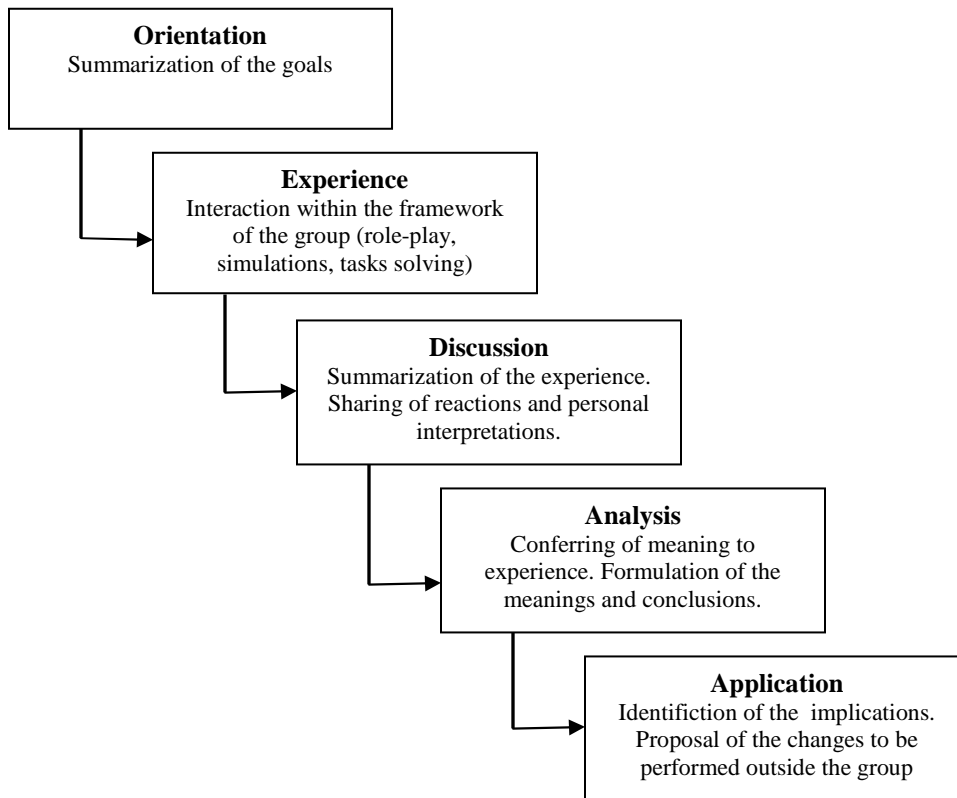 Orientation
Summarization of the goals
Experience
Interaction within the framework
of the group (role-play,
simulations, tasks solving)
Discussion
Summarization of the experience.
Sharing of reactions and personal
interpretations.
Analysis
Conferring of meaning to
experience. Formulation of the
meanings and conclusions.
Application
Identifiction of the implications.
Proposal of the changes to be
performed outside the group